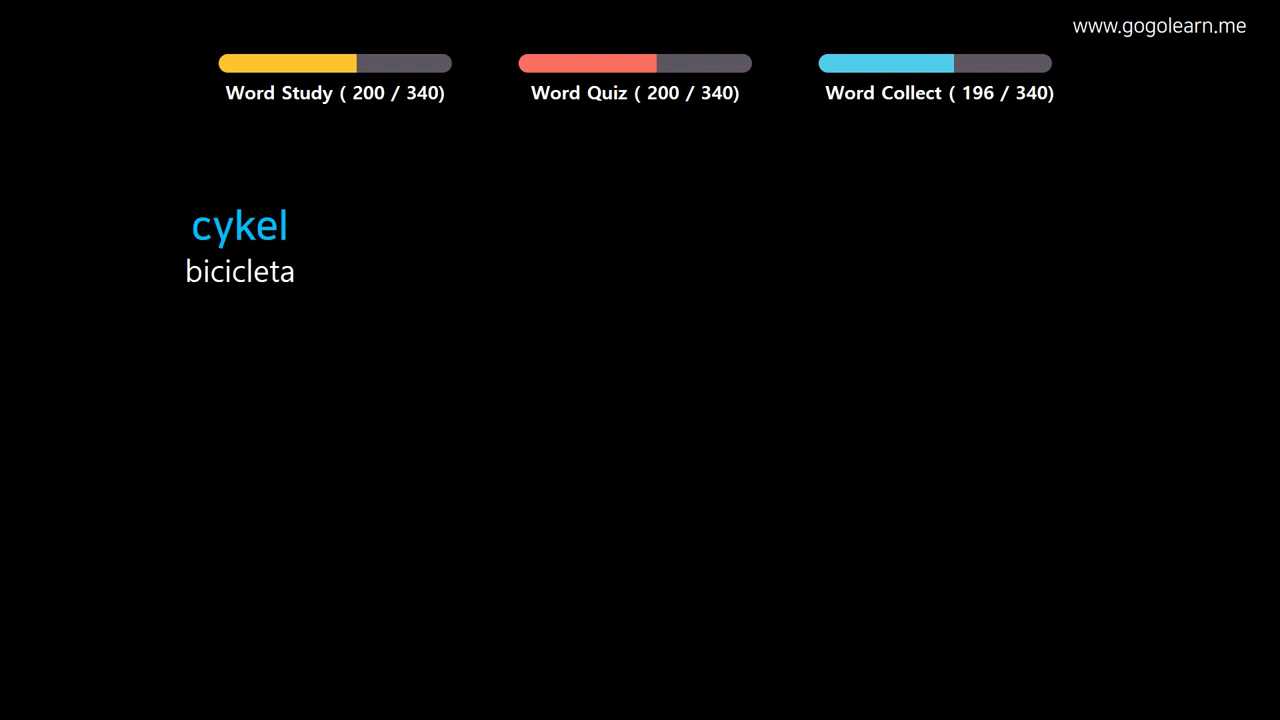 www.gogolearn.me
Word Study ( 200 / 340)
Word Quiz ( 200 / 340)
Word Collect ( 196 / 340)
cykel
bicicleta